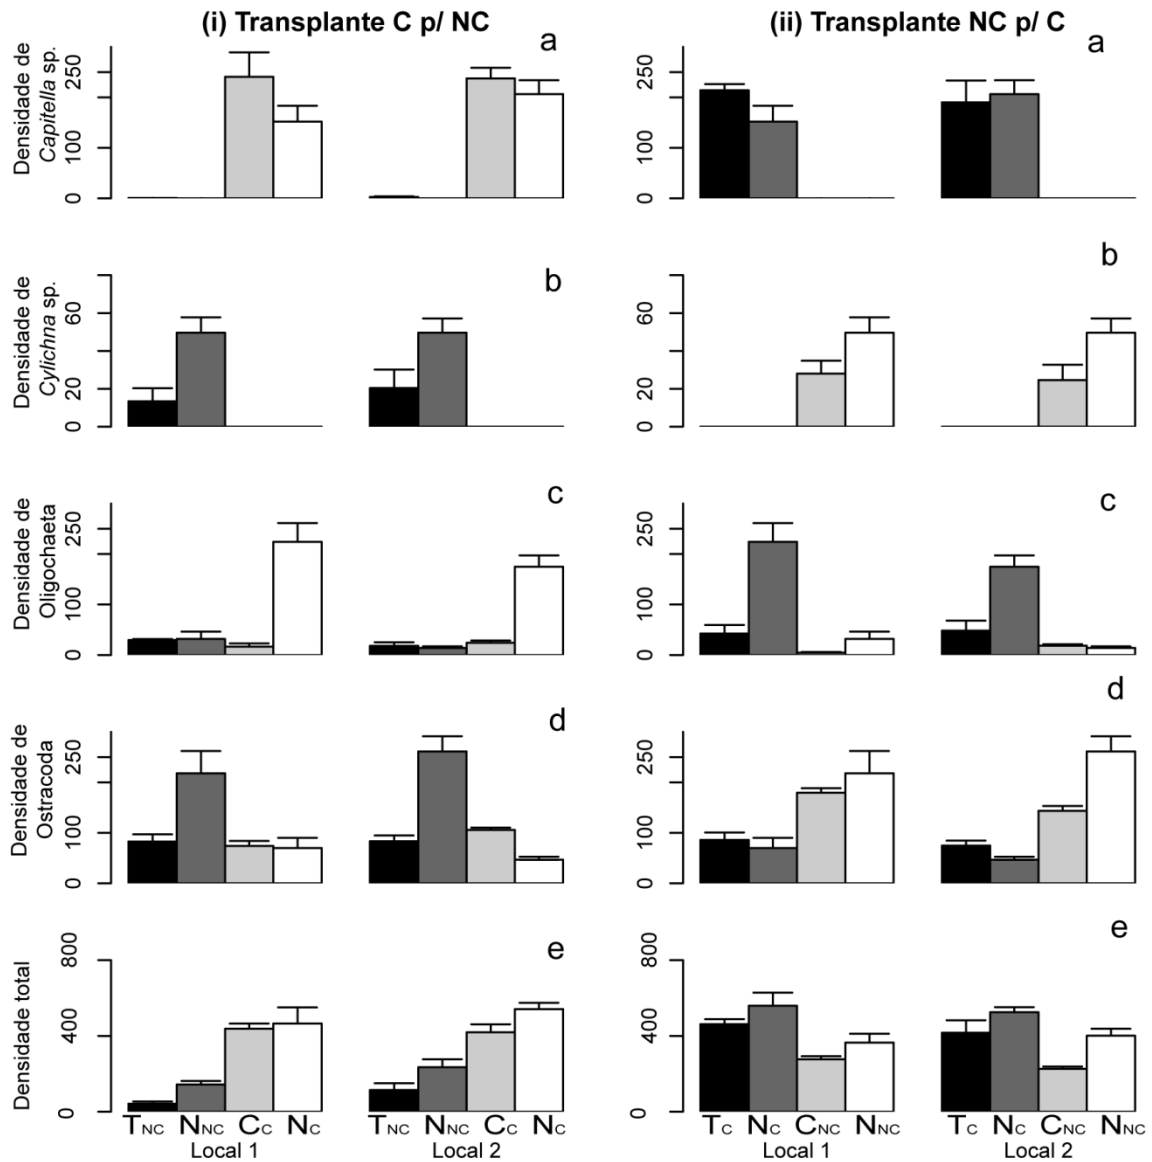 (i) Transplante C p/ NC
(ii) Transplante NC p/ C
Densidade de
Capitella sp.
250
100
0
a
250
100
0
a
Densidade de
Cylichna sp.
60
20
0
b
60
20
0
b
Densidade de
Oligochaeta
250
100
0
c
250
100
0
c
Densidade de
Ostracoda
250
100
0
d
250
100
0
d
Densidade total
800
400
0
e
800
400
0
e
TNC NNC CC NC
TNC NNC CC NC
TC NC CNC NNC
TC NC CNC NNC
Local 1
Local 2
Local 1
Local 2